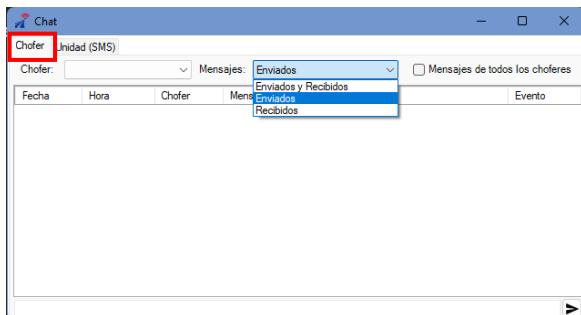 Chat
Chofer Unidad (SMS)
Chofer: Mensajes: Enviados Mensajes de todos los choferes
Enviados y Recibidos
Fecha Hora Chofer Mens Enviados Evento
Recibidos